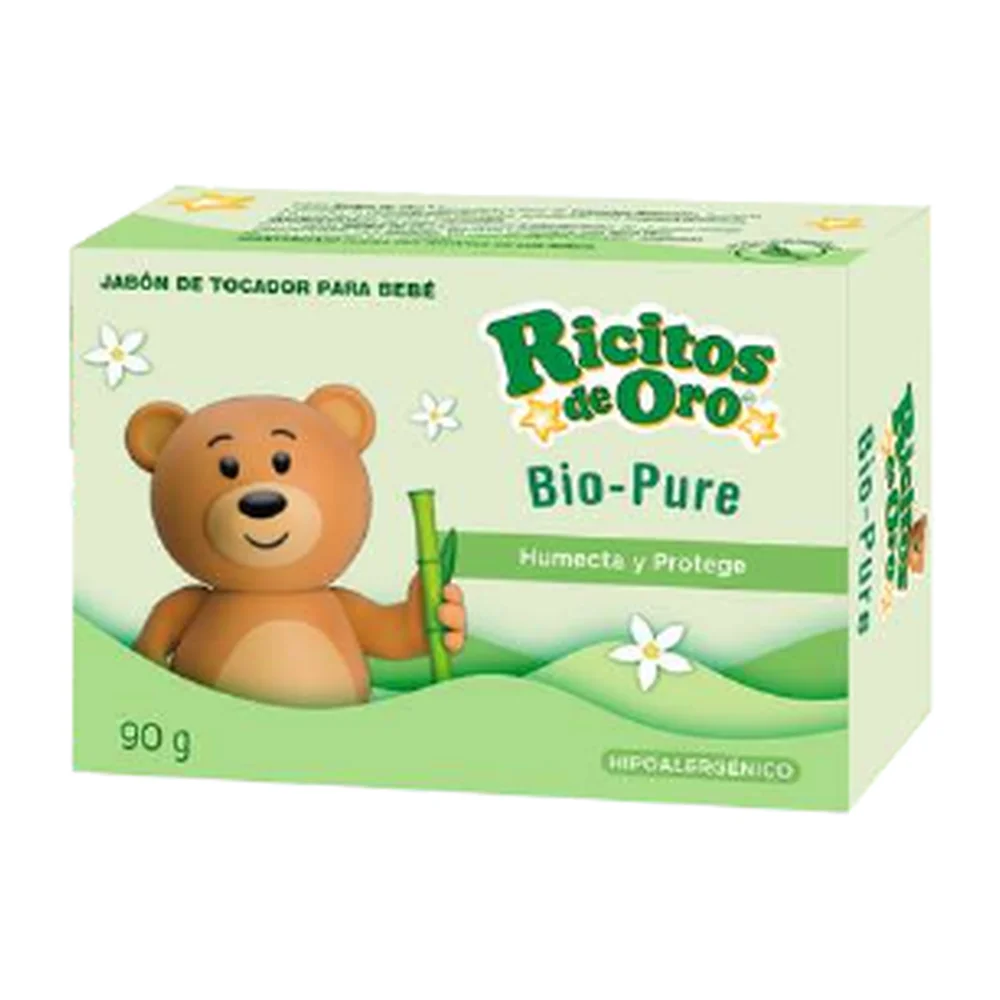 JABÓN DE TOCADOR PARA BEBÉ
Ricitos
de Oro
Bio-Pure
Humecta y Protege
90 g
HIPOALERGÉNICO
Ricitos
de Oro
Bio-Pure